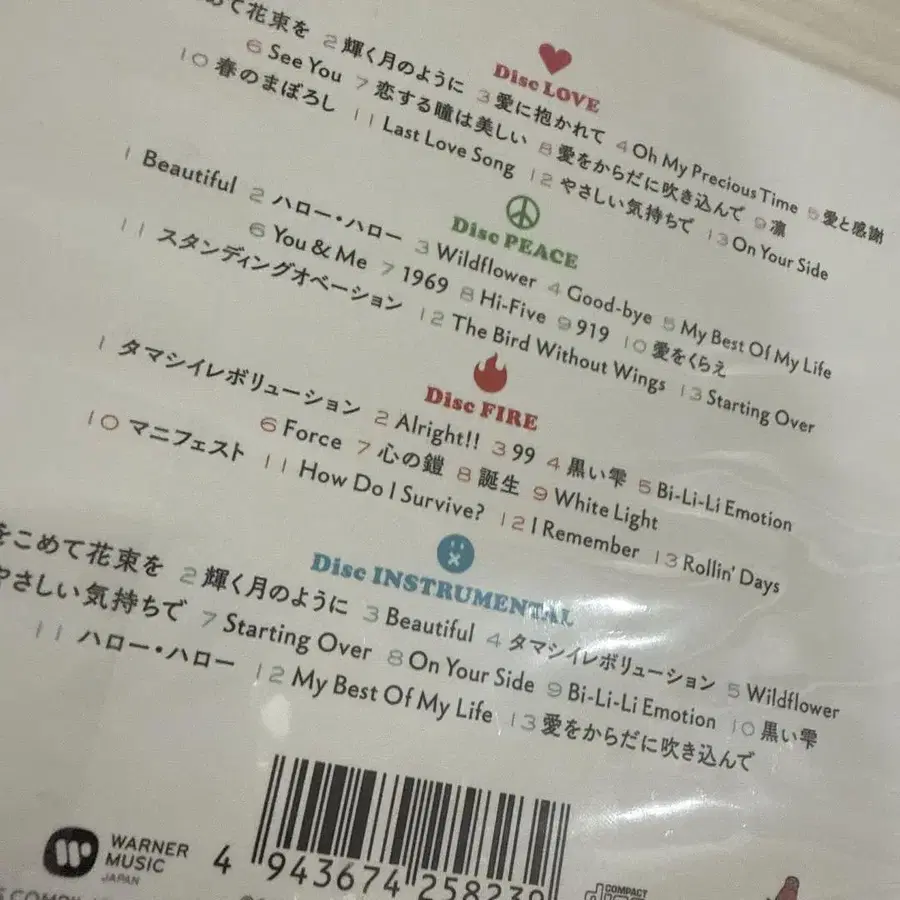 めて花束を 2 輝く月のように 3 愛に抱かれて 4 Oh My Precious Time 5 愛と感謝
Disc LOVE
6 See You 7 恋する瞳は美しい 8 愛をからだに吹き込んで 9 凛
10 春のまぼろし 11 Last Love Song 12 やさしい気持ちで 13 On Your Side
Disc PEACE
1 Beautiful 2 ハロー・ハロー 3 Wildflower 4 Good-bye 5 My Best Of My Life
6 You & Me 7 1969 8 Hi-Five 9 919 10 愛をくらえ
11 スタンディングオベーション 12 The Bird Without Wings 13 Starting Over
Disc FIRE
1 タマシイレボリューション 2 Alright!! 3 99 4 黒い雫 5 Bi-Li-Li Emotion
6 Force 7 心の鎧 8 誕生 9 White Light
10 マニフェスト 11 How Do I Survive? 12 I Remember 13 Rollin' Days
Disc INSTRUMENTAL
をこめて花束を 2 輝く月のように 3 Beautiful 4 タマシイレボリューション 5 Wildflower
やさしい気持ちで 7 Starting Over 8 On Your Side 9 Bi-Li-Li Emotion 10 黒い雫
11 ハロー・ハロー 12 My Best Of My Life 13 愛をからだに吹き込んで
WARNER
MUSIC
JAPAN
4 943674 258239
COMPACT